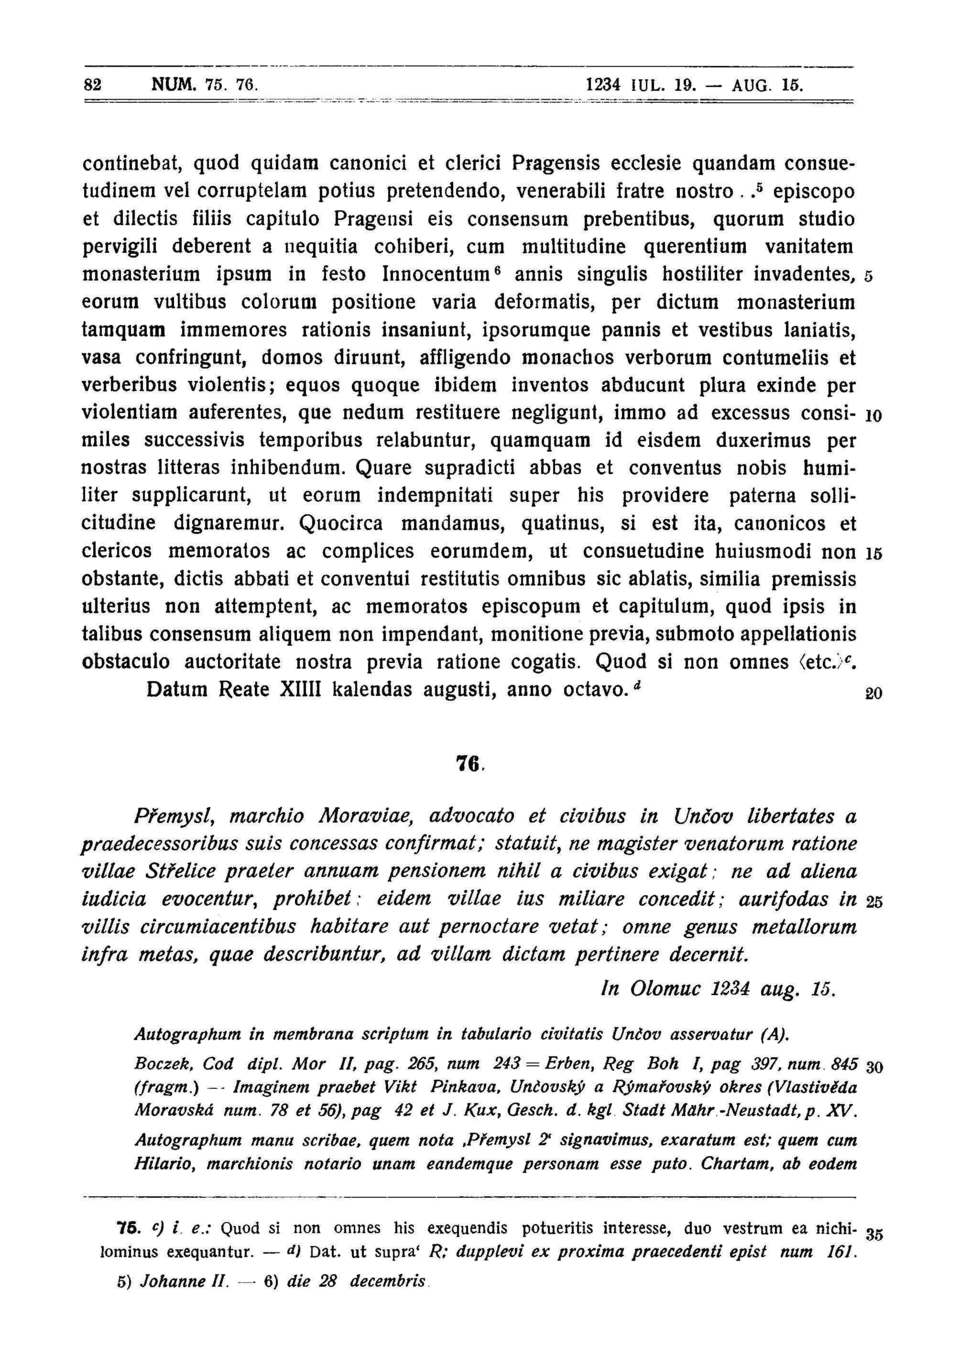 82 NUM. 75. 76. 1234 IUL. 19. — AUG. 15.
continebat, quod quidam canonici et clerici Pragensis ecclesie quandam consue-
tudinem vel corruptelam potius pretendendo, venerabili fratre nostro . .⁵ episcopo
et dilectis filiis capitulo Pragensi eis consensum prebentibus, quorum studio
pervigili deberent a nequitia cohiberi, cum multitudine querentium vanitatem
monasterium ipsum in festo Innocentum⁶ annis singulis hostiliter invadentes, 5
eorum vultibus colorum positione varia deformatis, per dictum monasterium
tamquam immemores rationis insaniunt, ipsorumque pannis et vestibus laniatis,
vasa confringunt, domos diruunt, affligendo monachos verborum contumeliis et
verberibus violentis; equos quoque ibidem inventos abducunt plura exinde per
violentiam auferentes, que nedum restituere negligunt, immo ad excessus consi- 10
miles successivis temporibus relabuntur, quamquam id eisdem duxerimus per
nostras litteras inhibendum. Quare supradicti abbas et conventus nobis humi-
liter supplicarunt, ut eorum indempnitati super his providere paterna solli-
citudine dignaremur. Quocirca mandamus, quatinus, si est ita, canonicos et
clericos memoratos ac complices eorumdem, ut consuetudine huiusmodi non 15
obstante, dictis abbati et conventui restitutis omnibus sic ablatis, similia premissis
ulterius non attemptent, ac memoratos episcopum et capitulum, quod ipsis in
talibus consensum aliquem non impendant, monitione previa, submoto appellationis
obstaculo auctoritate nostra previa ratione cogatis. Quod si non omnes ⟨etc.⟩ᶜ.
Datum Reate XIIII kalendas augusti, anno octavo.ᵈ 20
76.
Přemysl, marchio Moraviae, advocato et civibus in Unčov libertates a
praedecessoribus suis concessas confirmat; statuit, ne magister venatorum ratione
villae Střelice praeter annuam pensionem nihil a civibus exigat; ne ad aliena
iudicia evocentur, prohibet; eidem villae ius miliare concedit; aurifodas in 25
villis circumiacentibus habitare aut pernoctare vetat; omne genus metallorum
infra metas, quae describuntur, ad villam dictam pertinere decernit.
In Olomuc 1234 aug. 15.
Autographum in membrana scriptum in tabulario civitatis Unčov asservatur (A).
Boczek, Cod dipl. Mor II, pag. 265, num 243 = Erben, Reg Boh I, pag 397, num. 845 30
(fragm.) — Imaginem praebet Vikt Pinkava, Unčovský a Rýmařovský okres (Vlastivěda
Moravská num. 78 et 56), pag 42 et J. Kux, Gesch. d. kgl Stadt Mähr.-Neustadt, p. XV.
Autographum manu scribae, quem nota ‚Přemysl 2‘ signavimus, exaratum est; quem cum
Hilario, marchionis notario unam eandemque personam esse puto. Chartam, ab eodem
75. c) i. e.: Quod si non omnes his exequendis potueritis interesse, duo vestrum ea nichi- 35
lominus exequantur. — d) Dat. ut supra‘ R; dupplevi ex proxima praecedenti epist num 161.
5) Johanne II. — 6) die 28 decembris.